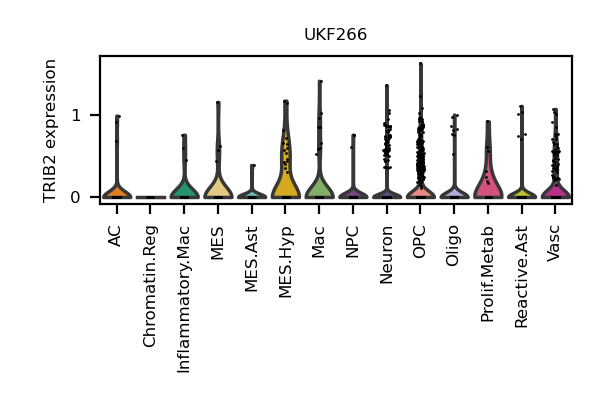 UKF266
TRIB2 expression
1
0
AC
Chromatin.Reg
Inflammatory.Mac
MES
MES.Ast
MES.Hyp
Mac
NPC
Neuron
OPC
Oligo
Prolif.Metab
Reactive.Ast
Vasc